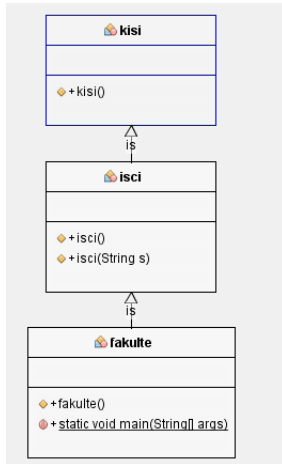 kisi
+kisi()
is
isci
+isci()
+isci(String s)
is
fakulte
+fakulte()
+static void main(String[] args)